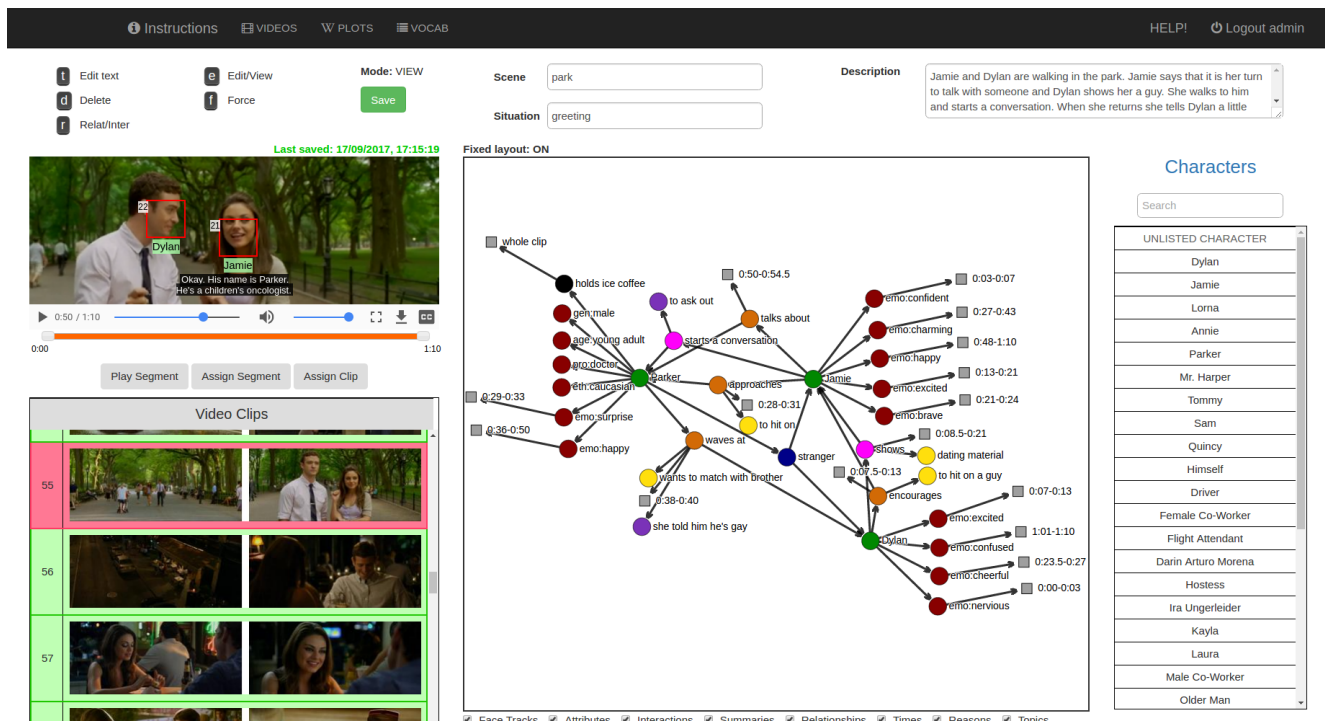 Instructions VIDEOS PLOTS VOCAB HELP! Logout admin
t Edit text
e Edit/View
Mode: VIEW
d Delete
f Force
Save
r Relat/Inter
Scene park
Situation greeting
Description
Jamie and Dylan are walking in the park. Jamie says that it is her turn
to talk with someone and Dylan shows her a guy. She walks to him
and starts a conversation. When she returns she tells Dylan a little
Last saved: 17/09/2017, 17:15:19
22
21
Dylan
Jamie
Okay. His name is Parker.
He's a children's oncologist.
0:50 / 1:10
CC
0:00
1:10
Play Segment
Assign Segment
Assign Clip
Video Clips
55
56
57
Fixed layout: ON
whole clip
holds ice coffee
to ask out
0:50-0:54.5
talks about
0:03-0:07
emo:confident
0:27-0:43
gen:male
emo:charming
age:young adult
starts a conversation
0:48-1:10
emo:happy
pro:doctor
0:13-0:21
Parker
approaches
Jamie
emo:excited
eth:caucasian
0:29-0:33
0:28-0:31
0:21-0:24
emo:surprise
emo:brave
to hit on
0:36-0:50
0:08.5-0:21
emo:happy
waves at
stranger
shows
dating material
wants to match with brother
0:07.5-0:13
to hit on a guy
0:38-0:40
encourages
0:07-0:13
she told him he's gay
emo:excited
1:01-1:10
Dylan
emo:confused
0:23.5-0:27
emo:cheerful
0:00-0:03
emo:nervious
Face Tracks Attributes Interactions Summaries Relationships Times Reasons Topics
Characters
Search
UNLISTED CHARACTER
Dylan
Jamie
Lorna
Annie
Parker
Mr. Harper
Tommy
Sam
Quincy
Himself
Driver
Female Co-Worker
Flight Attendant
Darin Arturo Morena
Hostess
Ira Ungerleider
Kayla
Laura
Male Co-Worker
Older Man